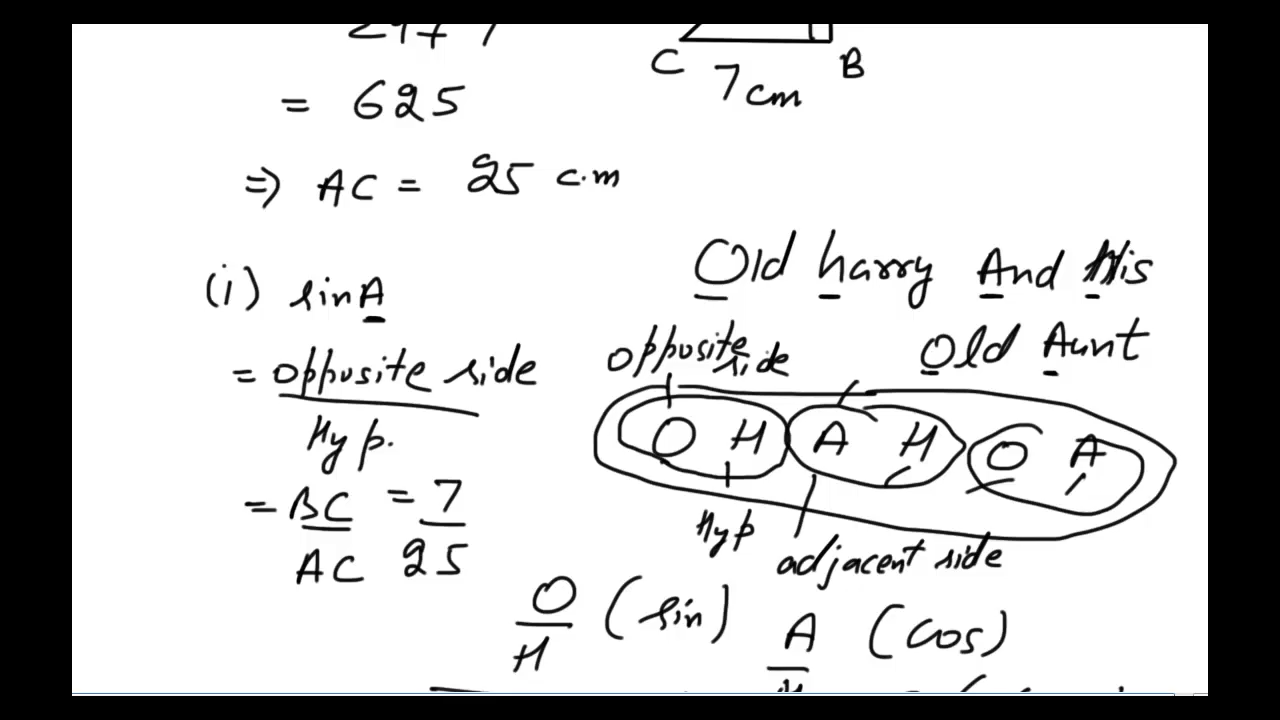 C B
7cm
= 625
⇒ AC = 25 c.m
(i) sinA
= opposite side
Hyp.
= BC = 7
AC 25
Old harry And His
Old Aunt
opposite
side
O H A H O A
Hyp
adjacent side
O (sin) A (cos)
H